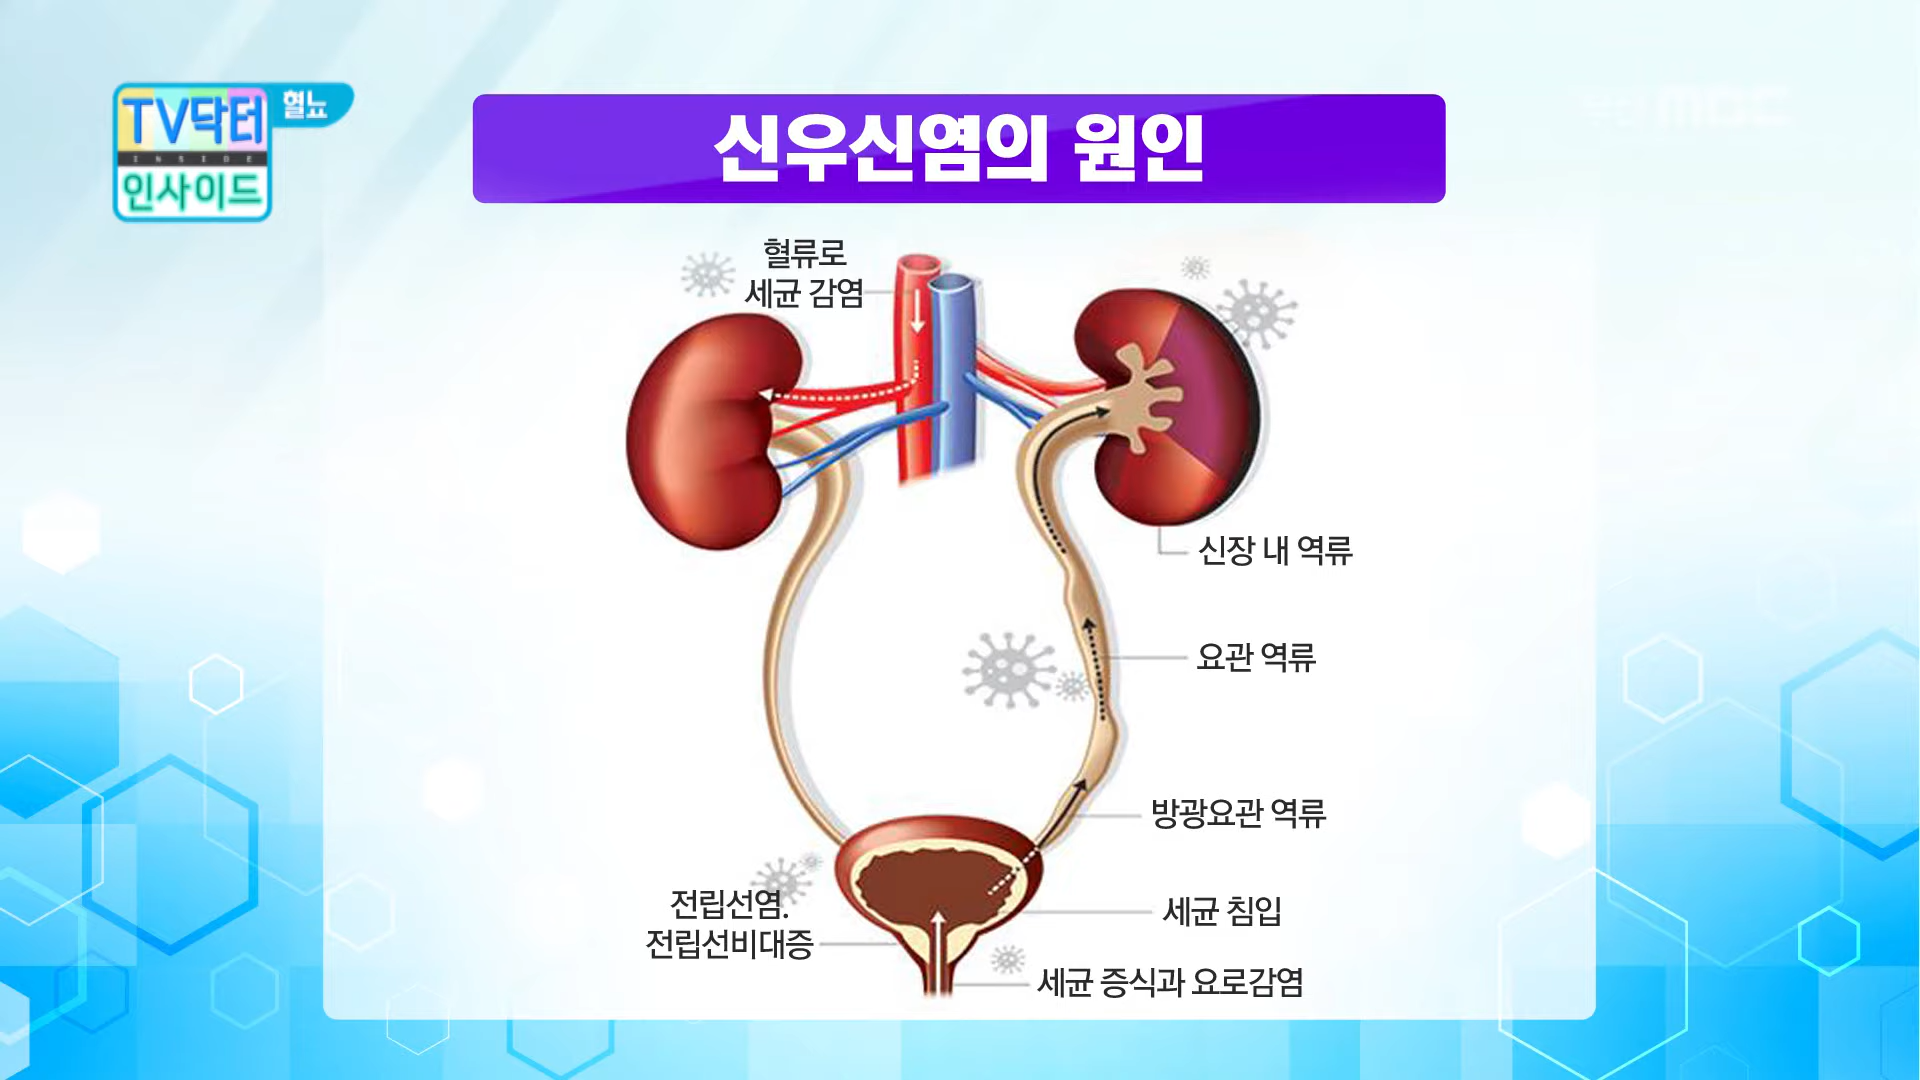 TV닥터
혈뇨
INSIDE
인사이드
MBC
신우신염의 원인
혈류로
세균 감염
신장 내 역류
요관 역류
방광요관 역류
전립선염.
전립선비대증
세균 침입
세균 증식과 요로감염